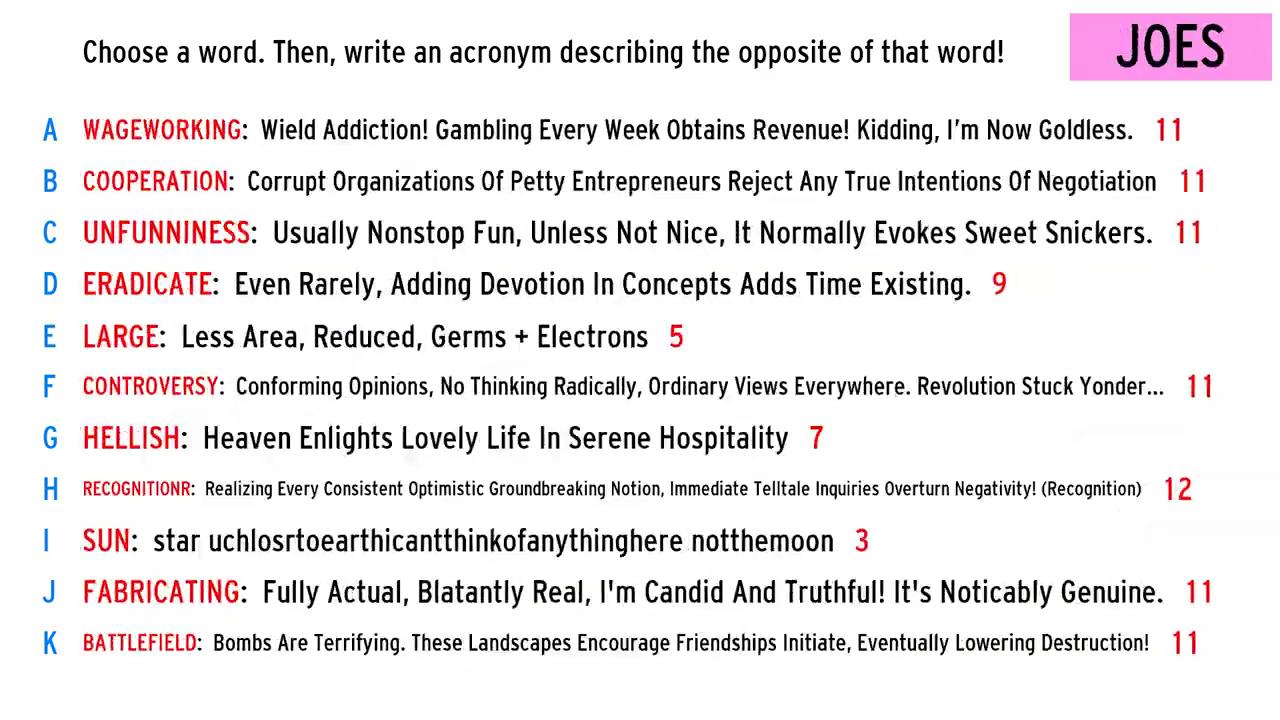 Choose a word. Then, write an acronym describing the opposite of that word!
JOES
A WAGEWORKING: Wield Addiction! Gambling Every Week Obtains Revenue! Kidding, I’m Now Goldless. 11
B COOPERATION: Corrupt Organizations Of Petty Entrepreneurs Reject Any True Intentions Of Negotiation 11
C UNFUNNINESS: Usually Nonstop Fun, Unless Not Nice, It Normally Evokes Sweet Snickers. 11
D ERADICATE: Even Rarely, Adding Devotion In Concepts Adds Time Existing. 9
E LARGE: Less Area, Reduced, Germs + Electrons 5
F CONTROVERSY: Conforming Opinions, No Thinking Radically, Ordinary Views Everywhere. Revolution Stuck Yonder... 11
G HELLISH: Heaven Enlights Lovely Life In Serene Hospitality 7
H RECOGNITIONR: Realizing Every Consistent Optimistic Groundbreaking Notion, Immediate Telltale Inquiries Overturn Negativity! (Recognition) 12
I SUN: star uchlosrtoearthicantthinkofanythinghere notthemoon 3
J FABRICATING: Fully Actual, Blatantly Real, I'm Candid And Truthful! It's Noticably Genuine. 11
K BATTLEFIELD: Bombs Are Terrifying. These Landscapes Encourage Friendships Initiate, Eventually Lowering Destruction! 11